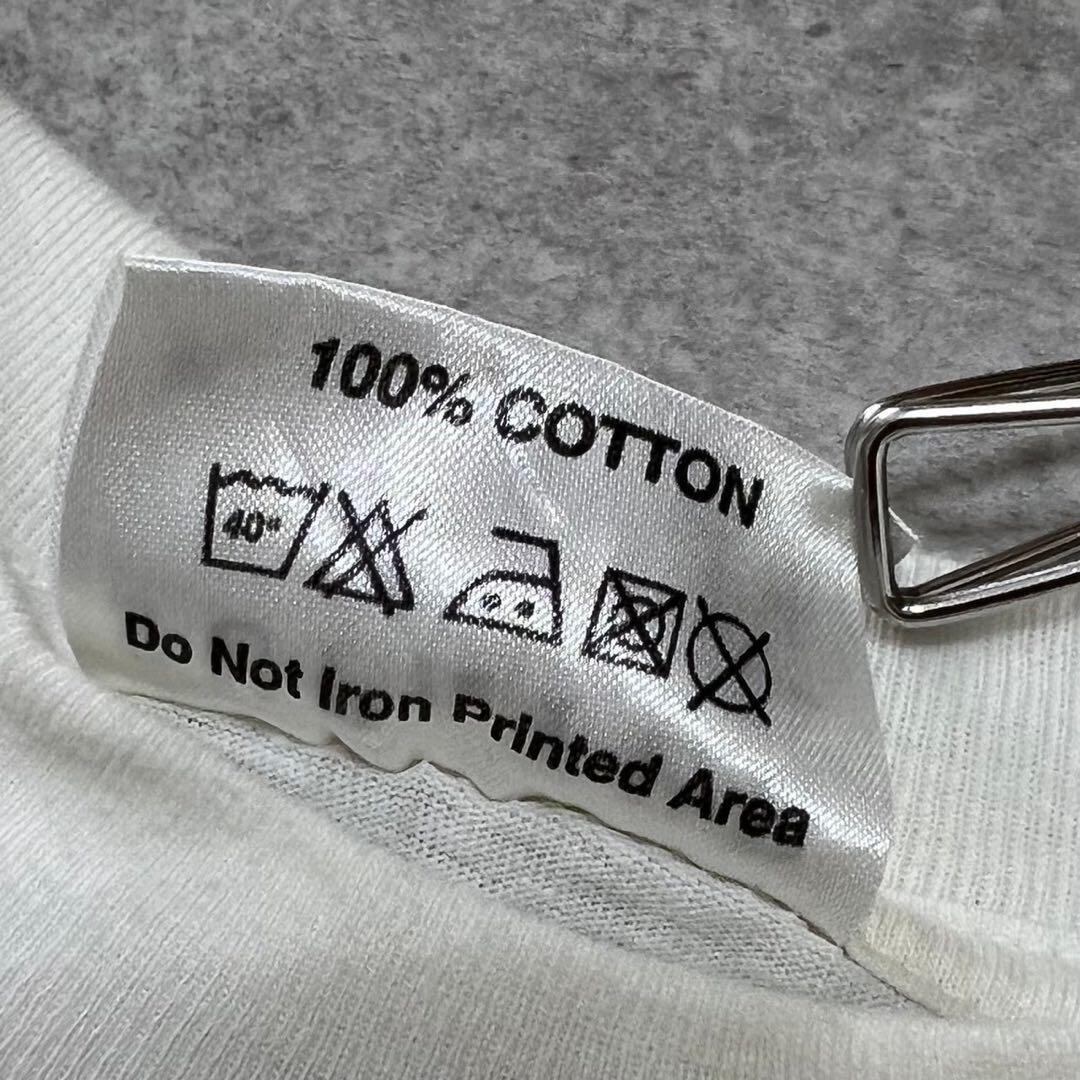 100% COTTON
40°
Do Not Iron Printed Area